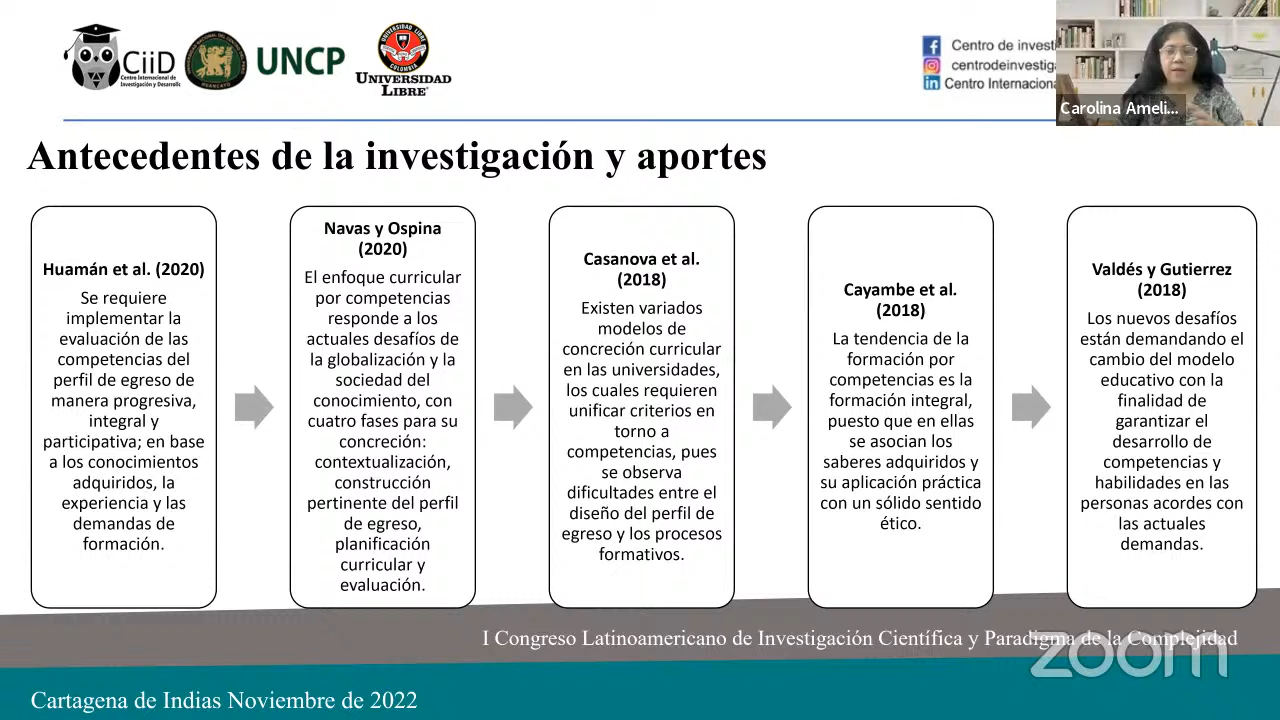 CiiD
Centro Internacional de
Investigación y Desarrollo
UNCP
UNIVERSIDAD LIBRE
COLOMBIA
UNIVERSIDAD
LIBRE®
Centro de investi
centrodeinvestiga
Centro Internaciona
Carolina Ameli...
Antecedentes de la investigación y aportes
Huamán et al. (2020)
Se requiere
implementar la
evaluación de las
competencias del
perfil de egreso de
manera progresiva,
integral y
participativa; en base
a los conocimientos
adquiridos, la
experiencia y las
demandas de
formación.
Navas y Ospina
(2020)
El enfoque curricular
por competencias
responde a los
actuales desafíos de
la globalización y la
sociedad del
conocimiento, con
cuatro fases para su
concreción:
contextualización,
construcción
pertinente del perfil
de egreso,
planificación
curricular y
evaluación.
Casanova et al.
(2018)
Existen variados
modelos de
concreción curricular
en las universidades,
los cuales requieren
unificar criterios en
torno a
competencias, pues
se observa
dificultades entre el
diseño del perfil de
egreso y los procesos
formativos.
Cayambe et al.
(2018)
La tendencia de la
formación por
competencias es la
formación integral,
puesto que en ellas
se asocian los
saberes adquiridos y
su aplicación práctica
con un sólido sentido
ético.
Valdés y Gutierrez
(2018)
Los nuevos desafíos
están demandando el
cambio del modelo
educativo con la
finalidad de
garantizar el
desarrollo de
competencias y
habilidades en las
personas acordes con
las actuales
demandas.
I Congreso Latinoamericano de Investigación Científica y Paradigma de la Complejidad
zoom
Cartagena de Indias Noviembre de 2022